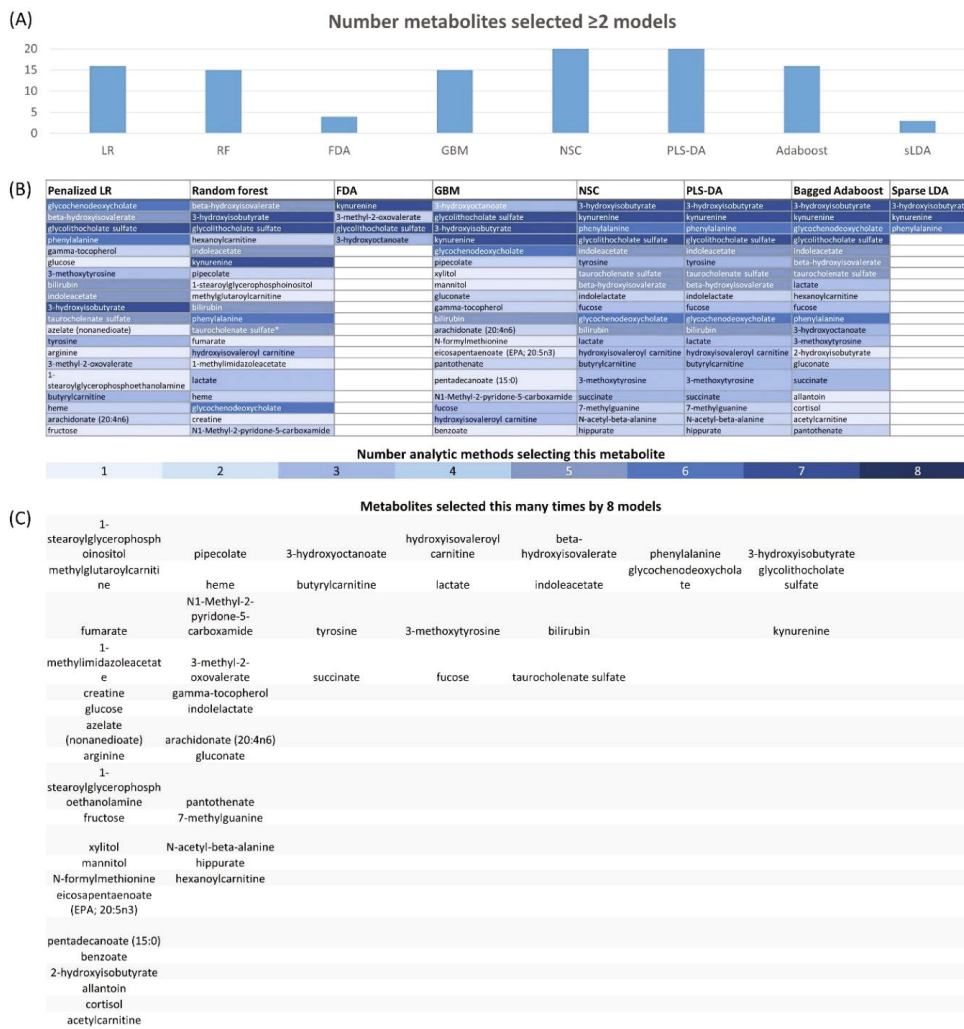 (A)
Number metabolites selected ≥2 models
20
15
10
5
0
LR RF FDA GBM NSC PLS-DA Adaboost sLDA
(B)
Penalized LR Random forest FDA GBM NSC PLS-DA Bagged Adaboost Sparse LDA
glycochenodeoxycholate beta-hydroxyisovalerate kynurenine 3-hydroxyoctanoate 3-hydroxyisobutyrate 3-hydroxyisobutyrate 3-hydroxyisobutyrate 3-hydroxyisobutyrat
beta-hydroxyisovalerate 3-hydroxyisobutyrate 3-methyl-2-oxovalerate glycolithocholate sulfate kynurenine kynurenine kynurenine kynurenine
glycolithocholate sulfate glycolithocholate sulfate glycolithocholate sulfate 3-hydroxyisobutyrate phenylalanine phenylalanine glycochenodeoxycholate phenylalanine
phenylalanine hexanoylcarnitine 3-hydroxyoctanoate kynurenine glycolithocholate sulfate glycolithocholate sulfate glycolithocholate sulfate
gamma-tocopherol indoleacetate glycochenodeoxycholate indoleacetate indoleacetate indoleacetate
glucose kynurenine pipecolate tyrosine tyrosine beta-hydroxyisovalerate
3-methoxytyrosine pipecolate xylitol taurocholenate sulfate taurocholenate sulfate taurocholenate sulfate
bilirubin 1-stearoylglycerophosphoinositol mannitol beta-hydroxyisovalerate beta-hydroxyisovalerate lactate
indoleacetate methylglutaroylcarnitine gluconate indolelactate indolelactate hexanoylcarnitine
3-hydroxyisobutyrate bilirubin gamma-tocopherol fucose fucose fucose
taurocholenate sulfate phenylalanine bilirubin glycochenodeoxycholate glycochenodeoxycholate phenylalanine
azelate (nonanedioate) taurocholenate sulfate* arachidonate (20:4n6) bilirubin bilirubin 3-hydroxyoctanoate
tyrosine fumarate N-formylmethionine lactate lactate 3-methoxytyrosine
arginine hydroxyisovaleroyl carnitine eicosapentaenoate (EPA; 20:5n3) hydroxyisovaleroyl carnitine hydroxyisovaleroyl carnitine 2-hydroxyisobutyrate
3-methyl-2-oxovalerate 1-methylimidazoleacetate pantothenate butyrylcarnitine butyrylcarnitine gluconate
1-
stearoylglycerophosphoethanolamine lactate pentadecanoate (15:0) 3-methoxytyrosine 3-methoxytyrosine succinate
butyrylcarnitine heme N1-Methyl-2-pyridone-5-carboxamide succinate succinate allantoin
heme glycochenodeoxycholate fucose 7-methylguanine 7-methylguanine cortisol
arachidonate (20:4n6) creatine hydroxyisovaleroyl carnitine N-acetyl-beta-alanine N-acetyl-beta-alanine acetylcarnitine
fructose N1-Methyl-2-pyridone-5-carboxamide benzoate hippurate hippurate pantothenate
Number analytic methods selecting this metabolite
1 2 3 4 5 6 7 8
(C)
Metabolites selected this many times by 8 models
1-
stearoylglycerophosph hydroxyisovaleroyl beta-
oinositol pipecolate 3-hydroxyoctanoate carnitine hydroxyisovalerate phenylalanine 3-hydroxyisobutyrate
methylglutaroylcarniti glycochenodeoxychola glycolithocholate
ne heme butyrylcarnitine lactate indoleacetate te sulfate
N1-Methyl-2-
pyridone-5-
fumarate carboxamide tyrosine 3-methoxytyrosine bilirubin kynurenine
1-
methylimidazoleacetat 3-methyl-2-
e oxovalerate succinate fucose taurocholenate sulfate
creatine gamma-tocopherol
glucose indolelactate
azelate
(nonanedioate) arachidonate (20:4n6)
arginine gluconate
1-
stearoylglycerophosph
oethanolamine pantothenate
fructose 7-methylguanine
xylitol N-acetyl-beta-alanine
mannitol hippurate
N-formylmethionine hexanoylcarnitine
eicosapentaenoate
(EPA; 20:5n3)
pentadecanoate (15:0)
benzoate
2-hydroxyisobutyrate
allantoin
cortisol
acetylcarnitine